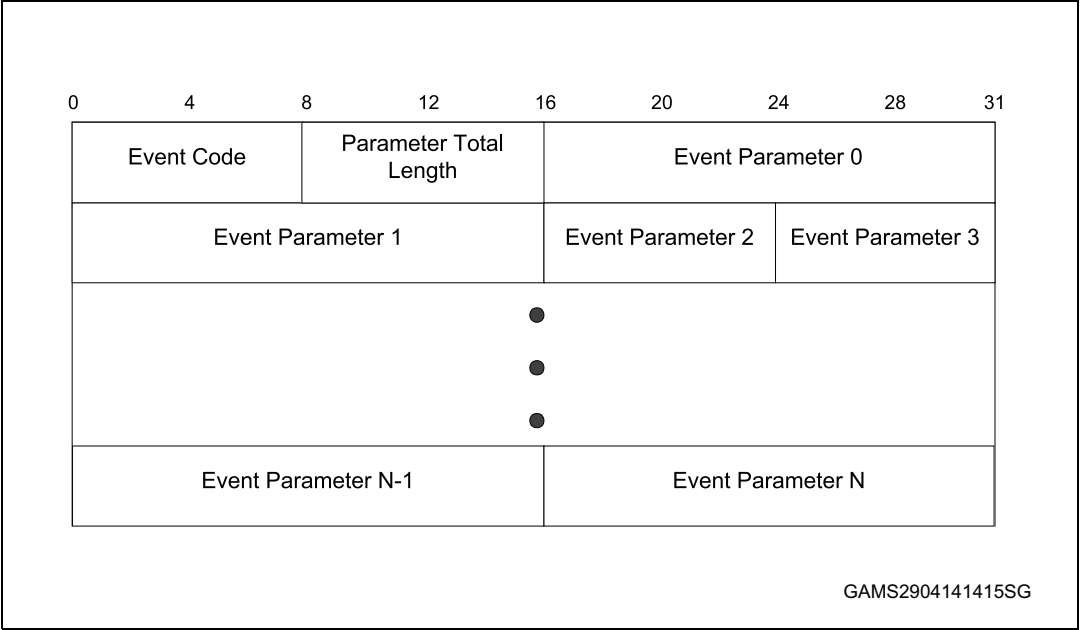 0 4 8 12 16 20 24 28 31
Event Code
Parameter Total
Length
Event Parameter 0
Event Parameter 1
Event Parameter 2
Event Parameter 3
Event Parameter N-1
Event Parameter N
GAMS2904141415SG